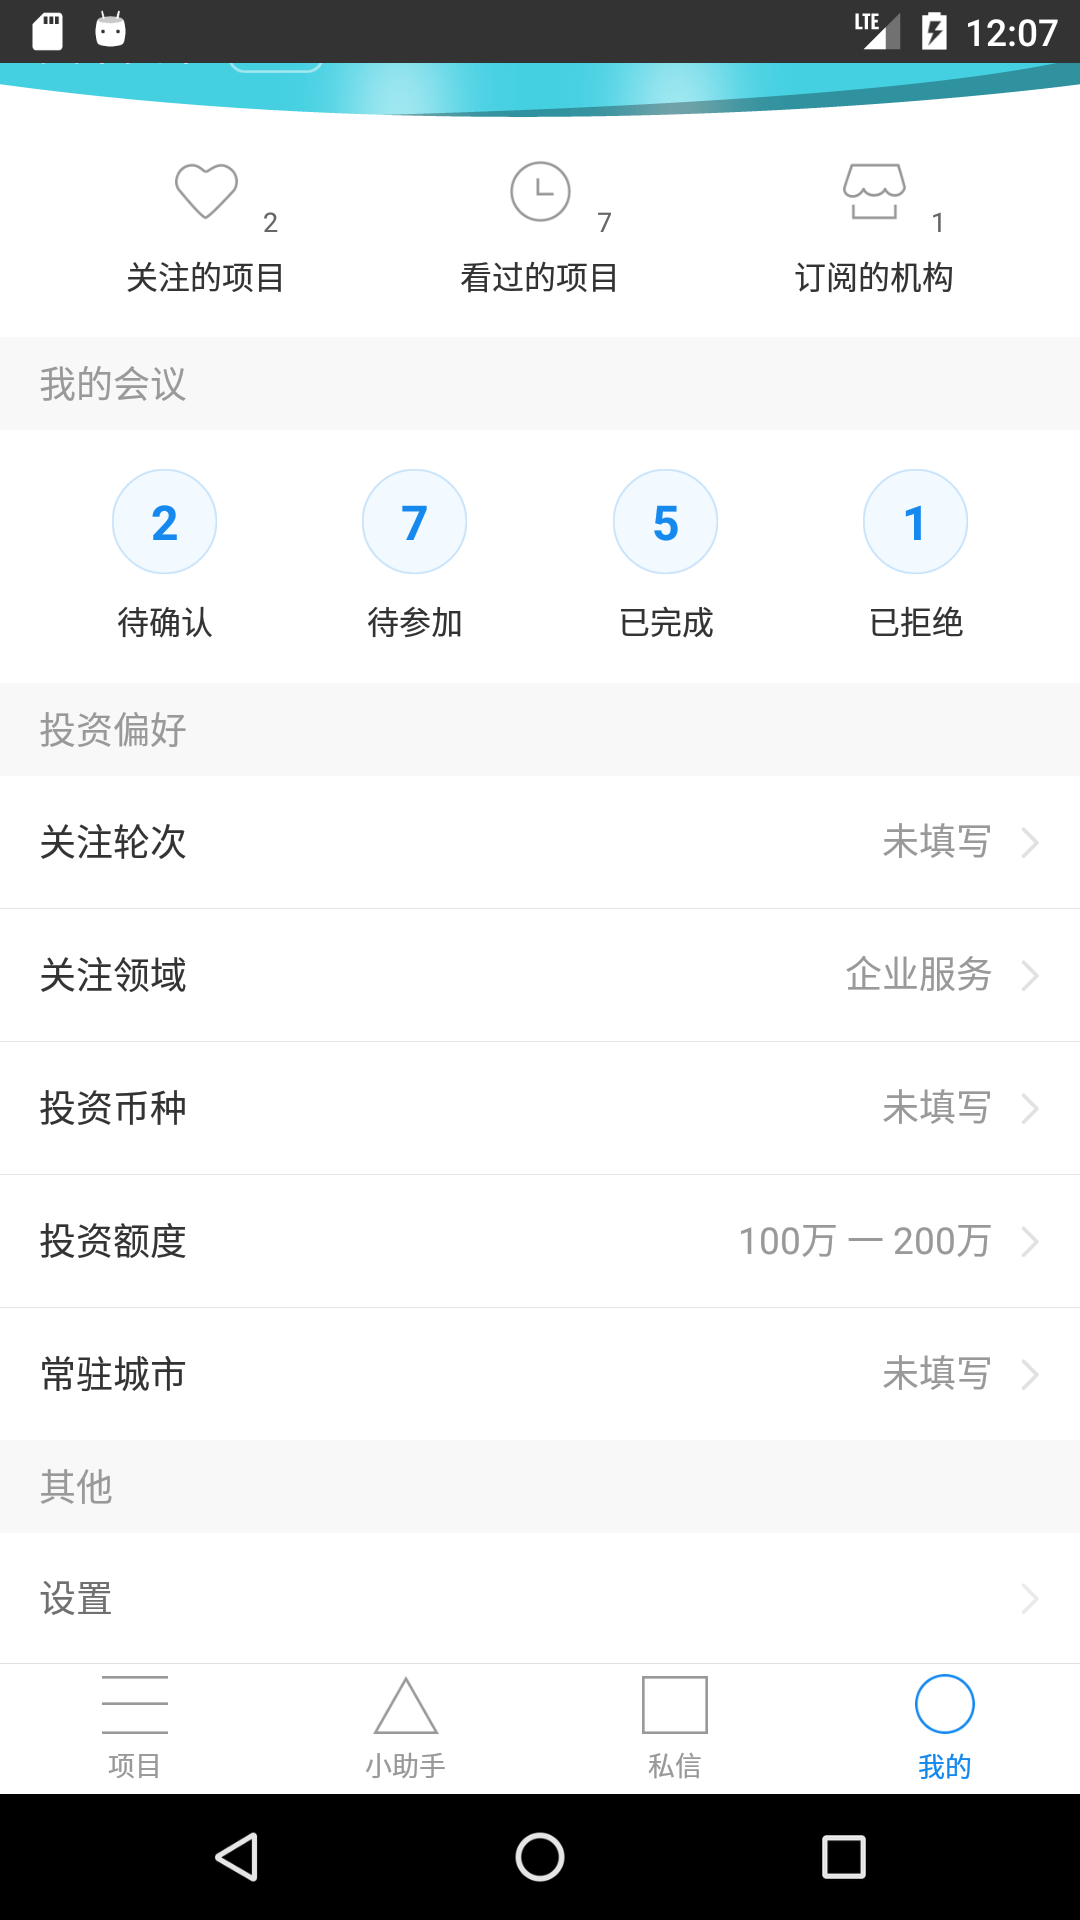 LTE 12:07
2 7 1
关注的项目 看过的项目 订阅的机构
我的会议
2 7 5 1
待确认 待参加 已完成 已拒绝
投资偏好
关注轮次 未填写
关注领域 企业服务
投资币种 未填写
投资额度 100万 一 200万
常驻城市 未填写
其他
设置
项目 小助手 私信 我的